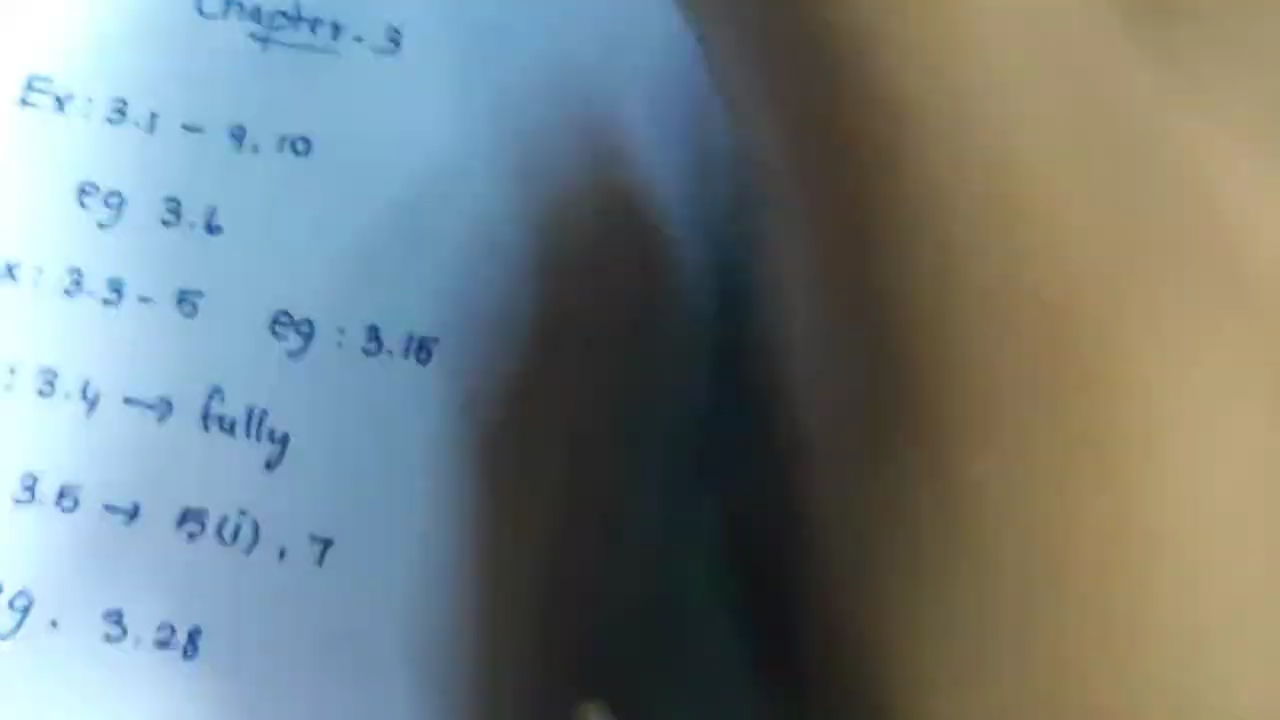 Chapter-3
Ex: 3.1 - 9, 10
eg 3.6
x: 3.3 - 5 eg: 3.15
: 3.4 → fully
3.5 → 5(i), 7
g. 3.28